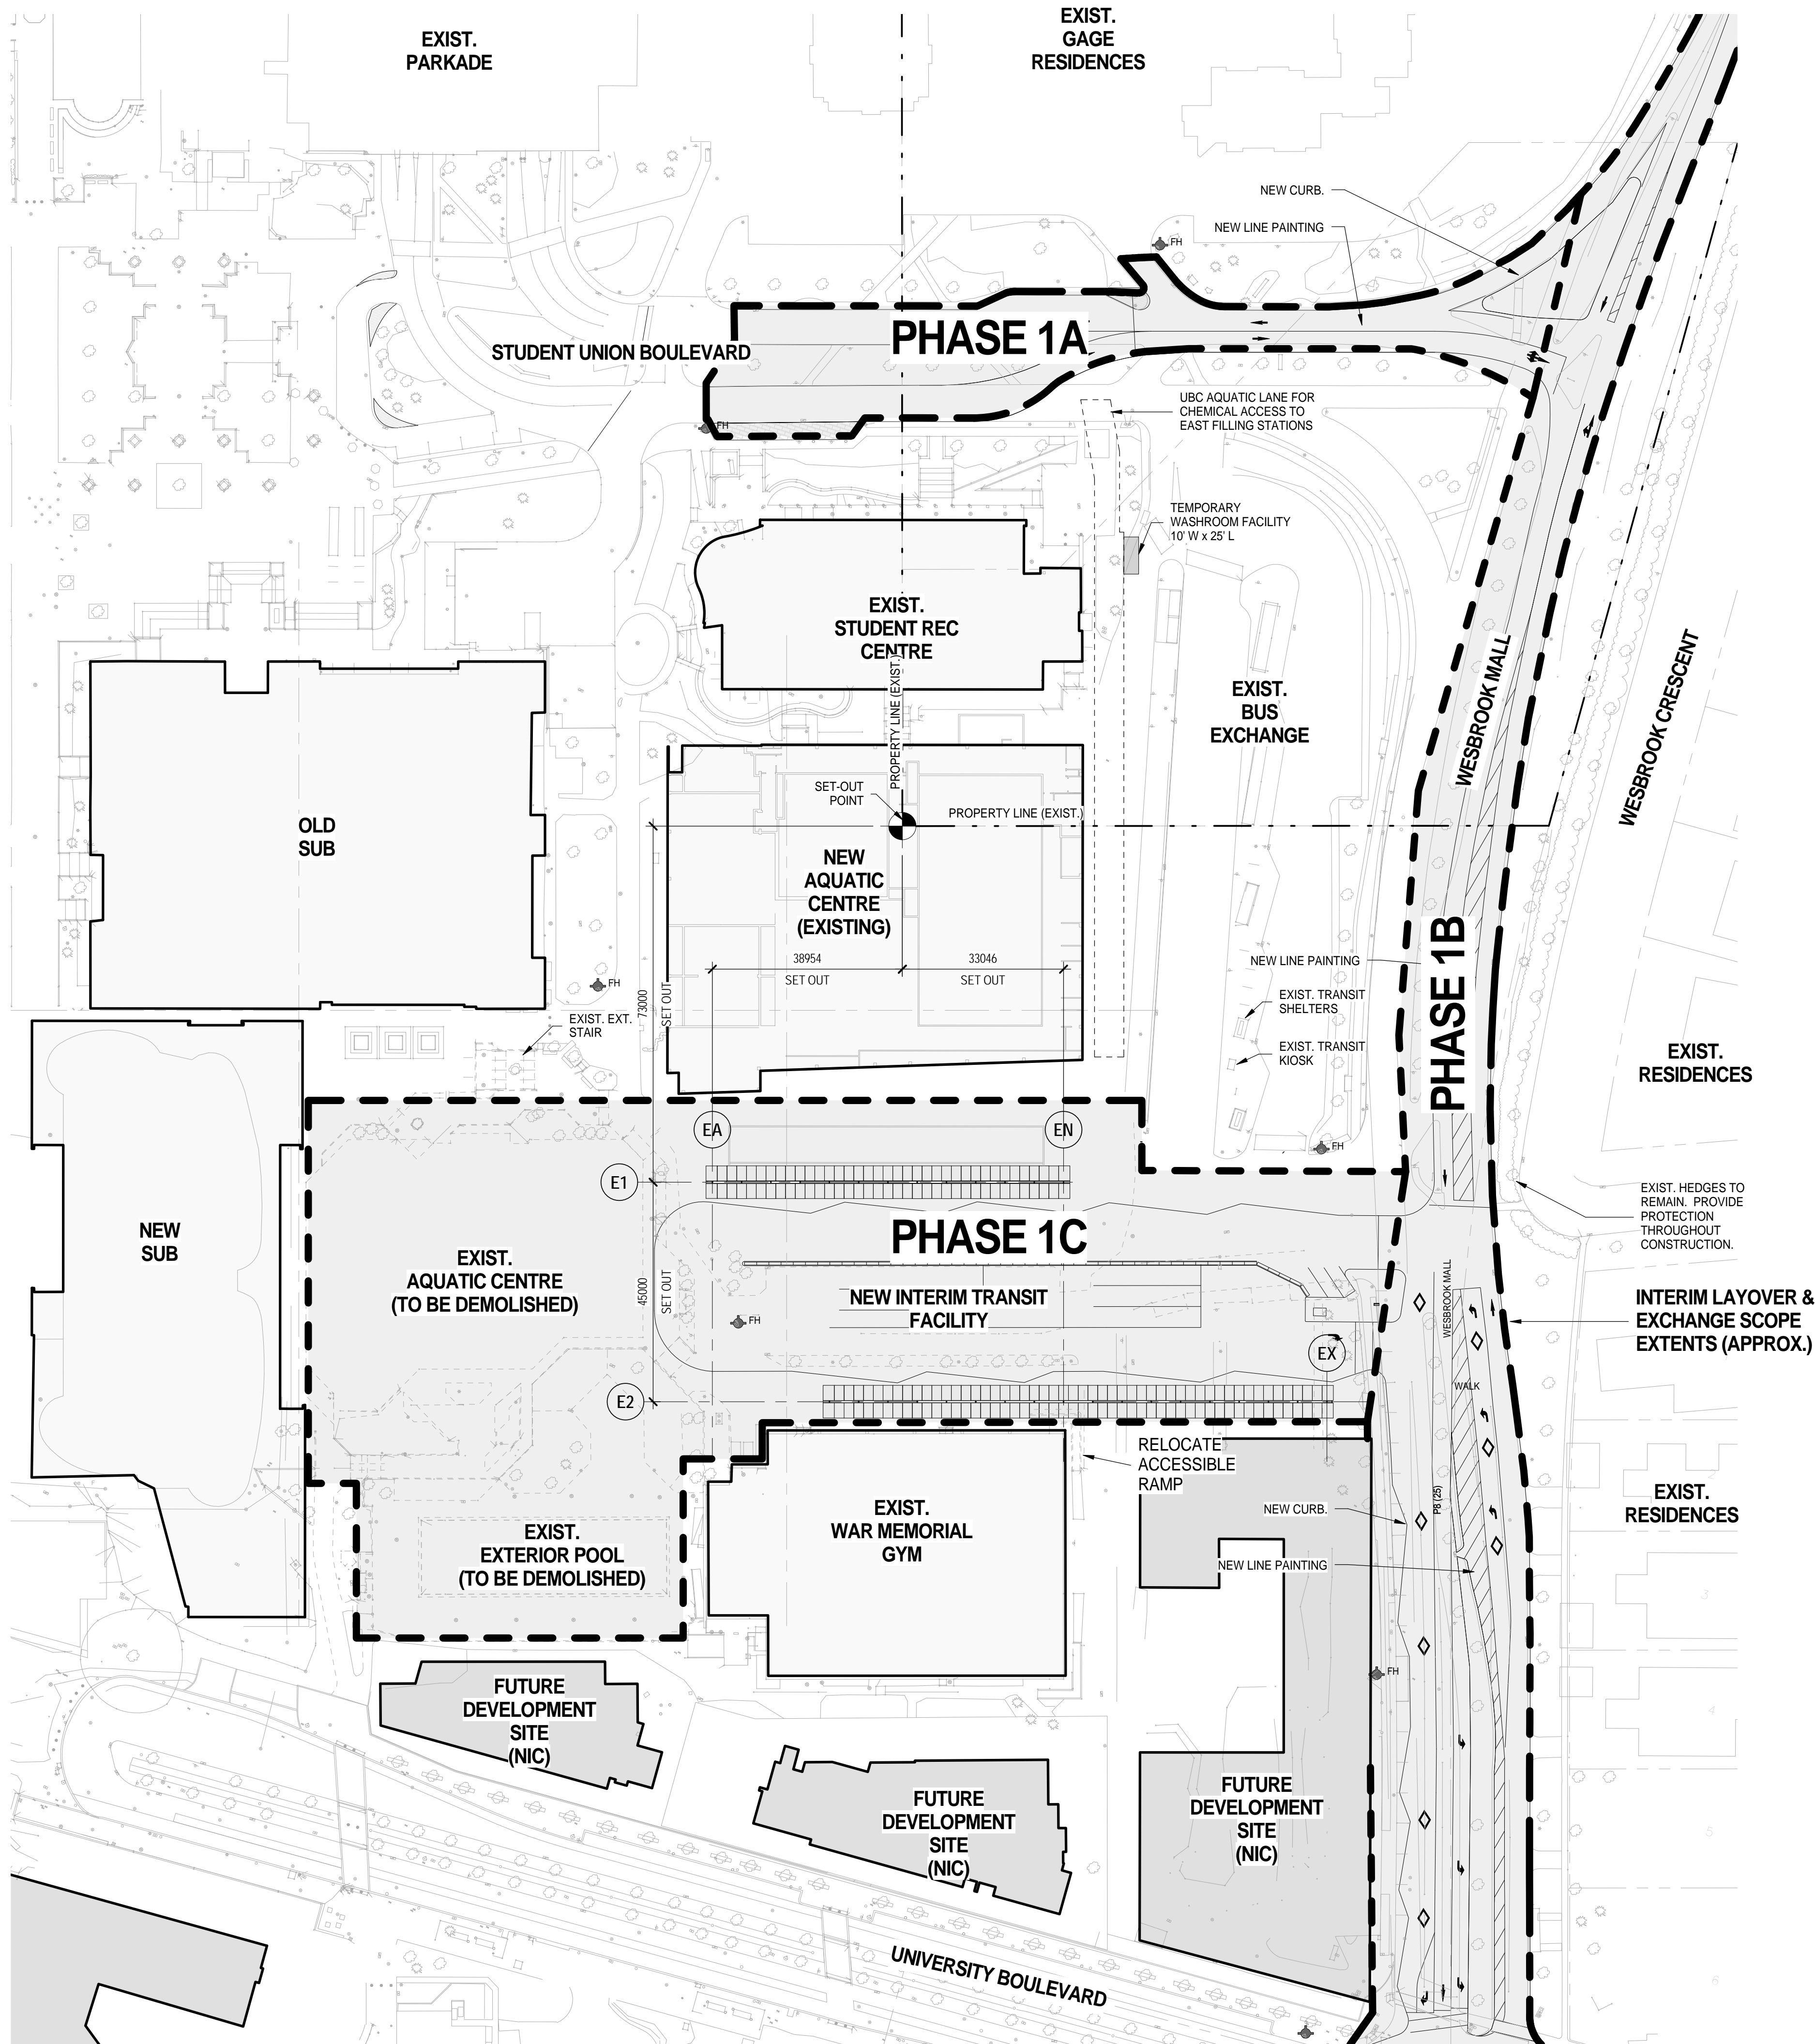 EXIST.
PARKADE
EXIST.
GAGE
RESIDENCES
NEW CURB.
NEW LINE PAINTING
FH
PHASE 1A
STUDENT UNION BOULEVARD
FH
UBC AQUATIC LANE FOR
CHEMICAL ACCESS TO
EAST FILLING STATIONS
TEMPORARY
WASHROOM FACILITY
10' W x 25' L
EXIST.
STUDENT REC
CENTRE
PROPERTY LINE (EXIST.)
EXIST.
BUS
EXCHANGE
WESBROOK MALL
WESBROOK CRESCENT
SET-OUT
POINT
PROPERTY LINE (EXIST.)
OLD
SUB
NEW
AQUATIC
CENTRE
(EXISTING)
38954
SET OUT
33046
SET OUT
73000
SET OUT
FH
NEW LINE PAINTING
PHASE 1B
EXIST. TRANSIT
SHELTERS
EXIST. EXT.
STAIR
EXIST. TRANSIT
KIOSK
EXIST.
RESIDENCES
EA
EN
FH
E1
EXIST. HEDGES TO
REMAIN. PROVIDE
PROTECTION
THROUGHOUT
CONSTRUCTION.
NEW
SUB
PHASE 1C
EXIST.
AQUATIC CENTRE
(TO BE DEMOLISHED)
45000
SET OUT
NEW INTERIM TRANSIT
FACILITY
FH
WESBROOK MALL
INTERIM LAYOVER &
EXCHANGE SCOPE
EXTENTS (APPROX.)
EX
WALK
E2
RELOCATE
ACCESSIBLE
RAMP
P8 (25)
EXIST.
RESIDENCES
EXIST.
WAR MEMORIAL
GYM
NEW CURB.
EXIST.
EXTERIOR POOL
(TO BE DEMOLISHED)
NEW LINE PAINTING
3
FH
FUTURE
DEVELOPMENT
SITE
(NIC)
4
FUTURE
DEVELOPMENT
SITE
(NIC)
FUTURE
DEVELOPMENT
SITE
(NIC)
5
UNIVERSITY BOULEVARD
6